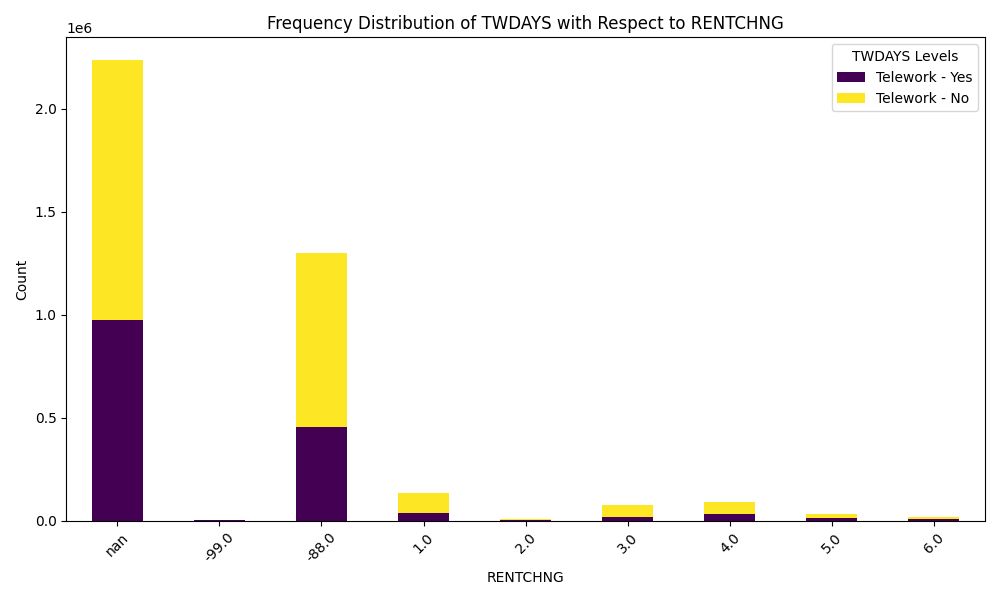 Frequency Distribution of TWDAYS with Respect to RENTCHNG
1e6
TWDAYS Levels
Telework - Yes
Telework - No
2.0
1.5
1.0
0.5
0.0
Count
nan
-99.0
-88.0
1.0
2.0
3.0
4.0
5.0
6.0
RENTCHNG